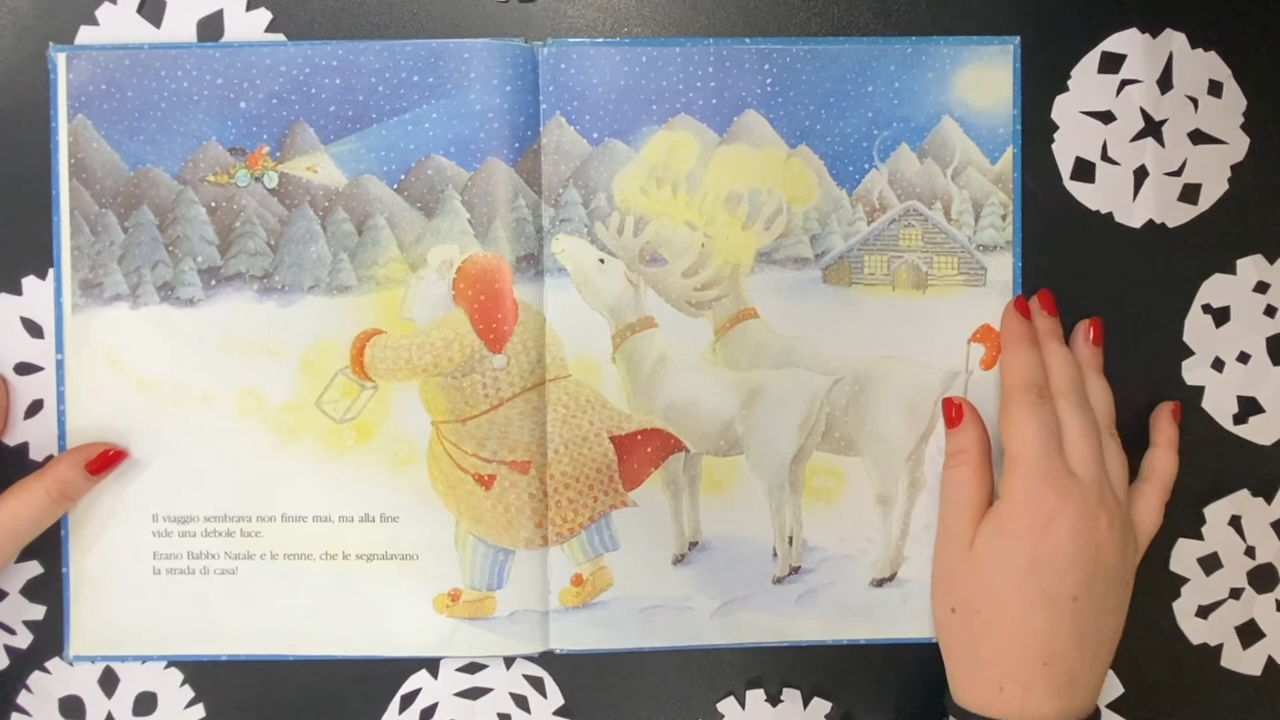 Il viaggio sembrava non finire mai, ma alla fine
vide una debole luce.
Erano Babbo Natale e le renne, che le segnalavano
la strada di casa!